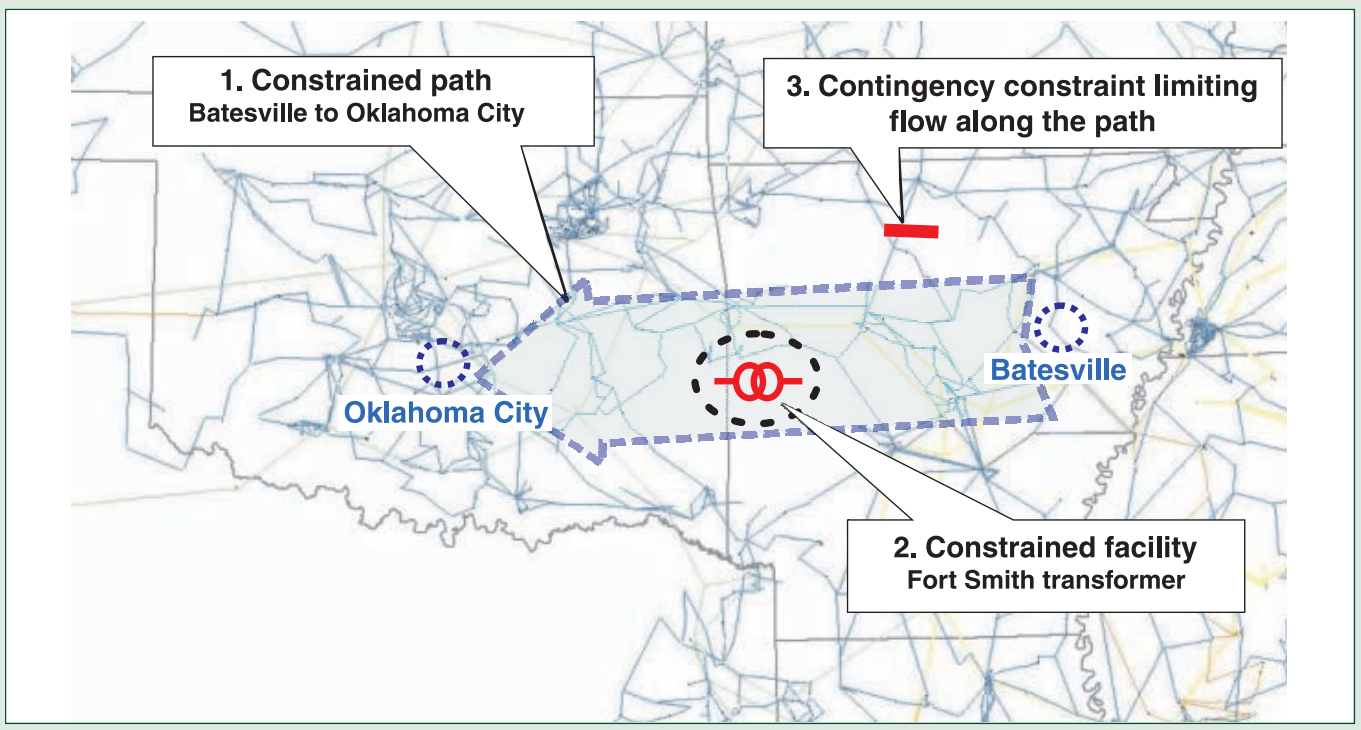 1. Constrained path
Batesville to Oklahoma City
3. Contingency constraint limiting
flow along the path
Batesville
Oklahoma City
2. Constrained facility
Fort Smith transformer